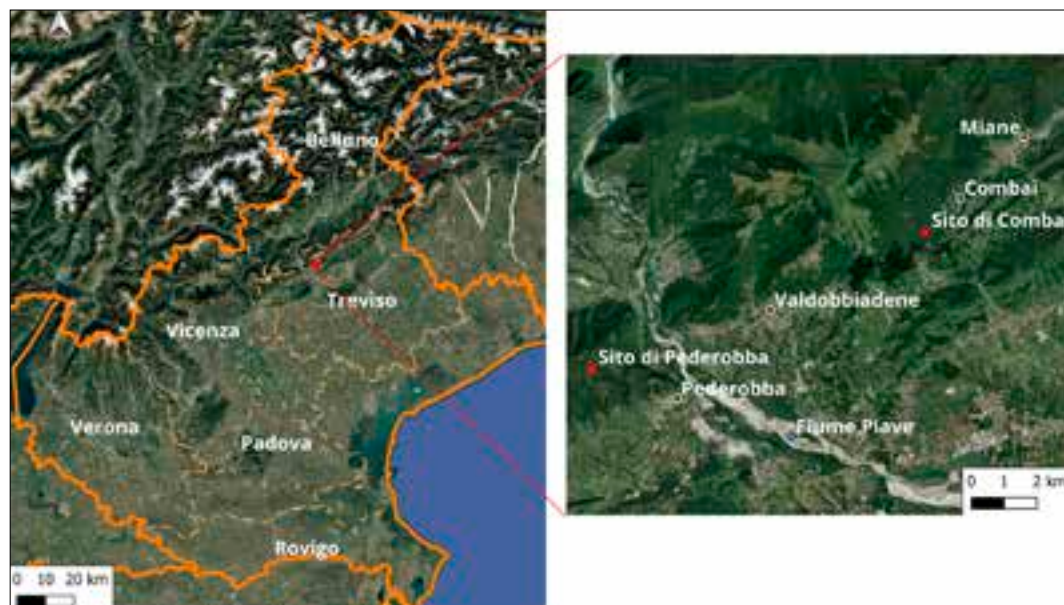 Belluno
Treviso
Vicenza
Verona
Padova
Rovigo
0 10 20 km
Miane
Combai
Sito di Comba
Valdobbiadene
Sito di Pederobba
Pederobba
Fiume Piave
0 1 2 km